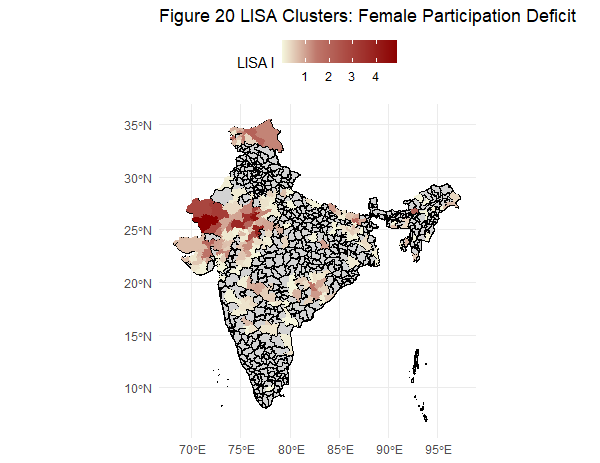 Figure 20 LISA Clusters: Female Participation Deficit
LISA I
1 2 3 4
35°N
30°N
25°N
20°N
15°N
10°N
70°E 75°E 80°E 85°E 90°E 95°E